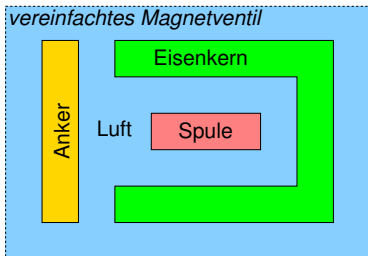 vereinfachtes Magnetventil
Eisenkern
Anker
Luft
Spule